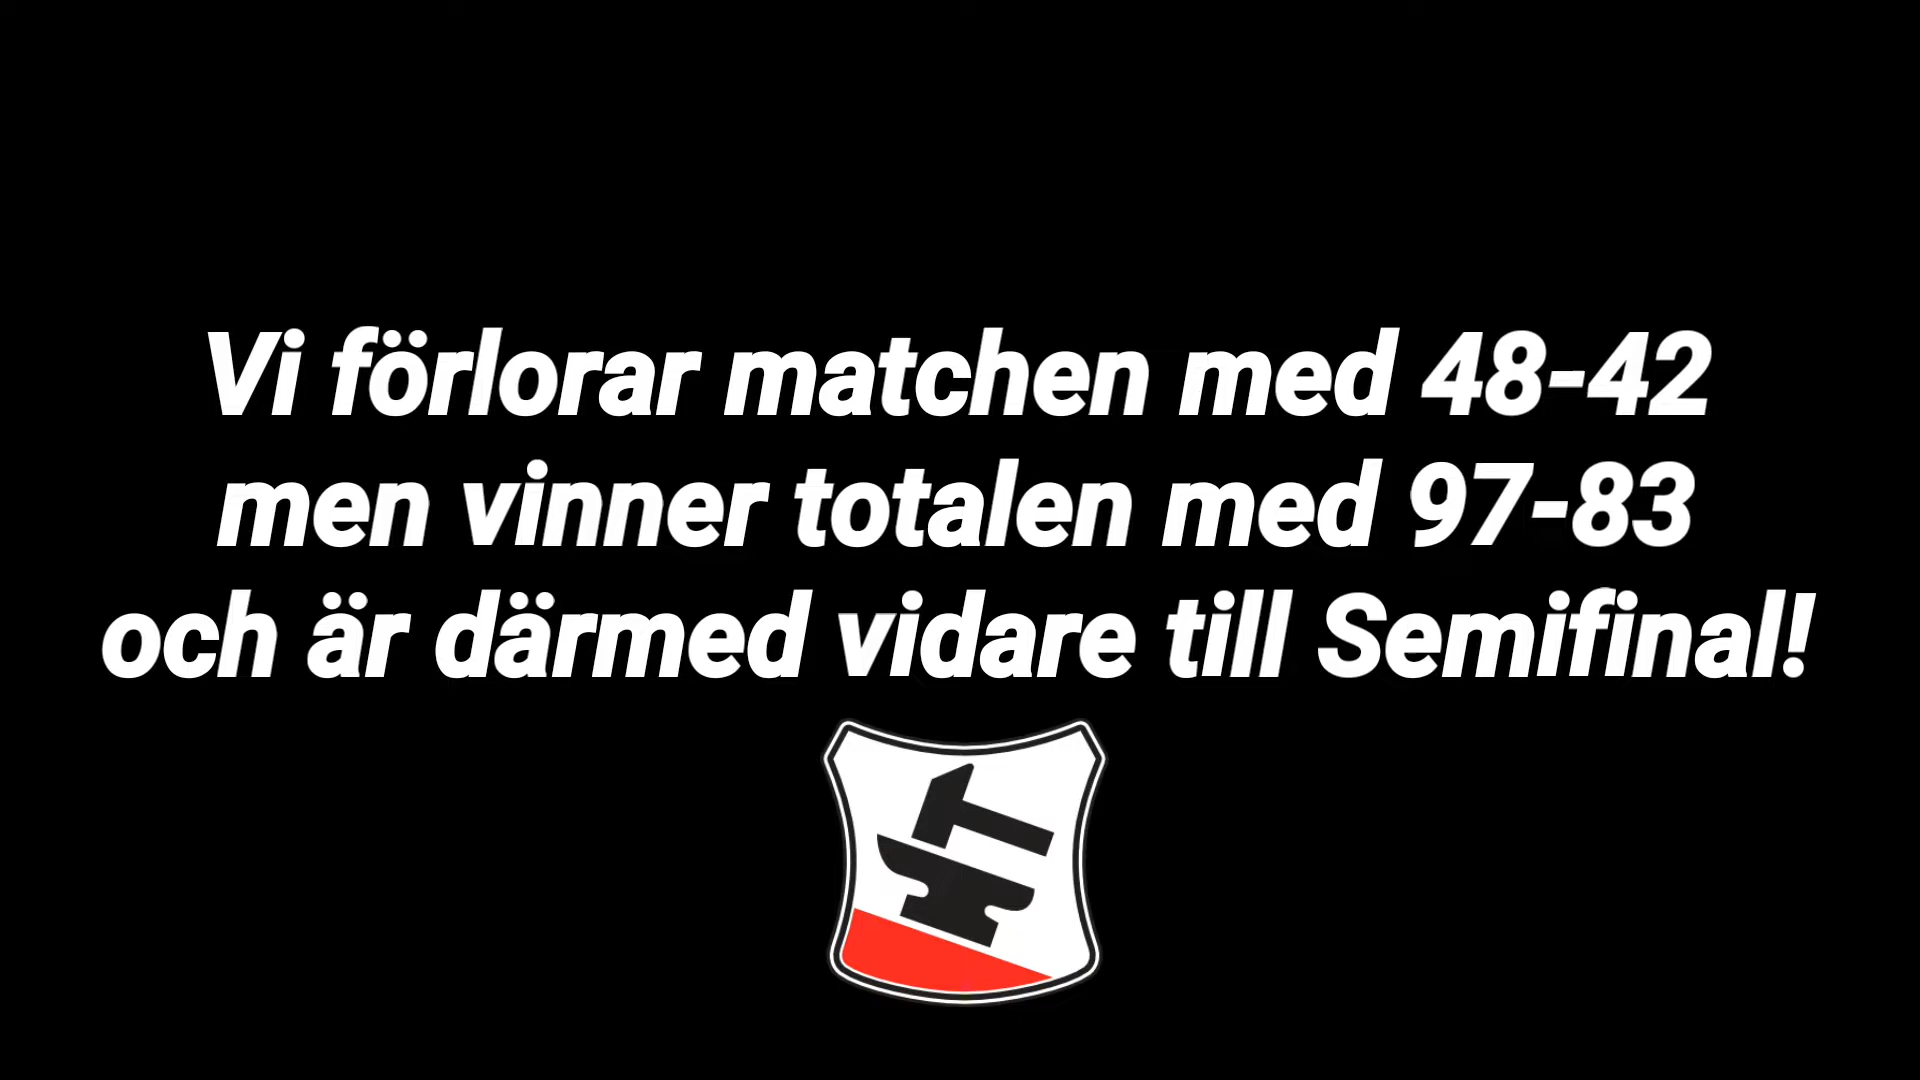 Vi förlorar matchen med 48-42
men vinner totalen med 97-83
och är därmed vidare till Semifinal!